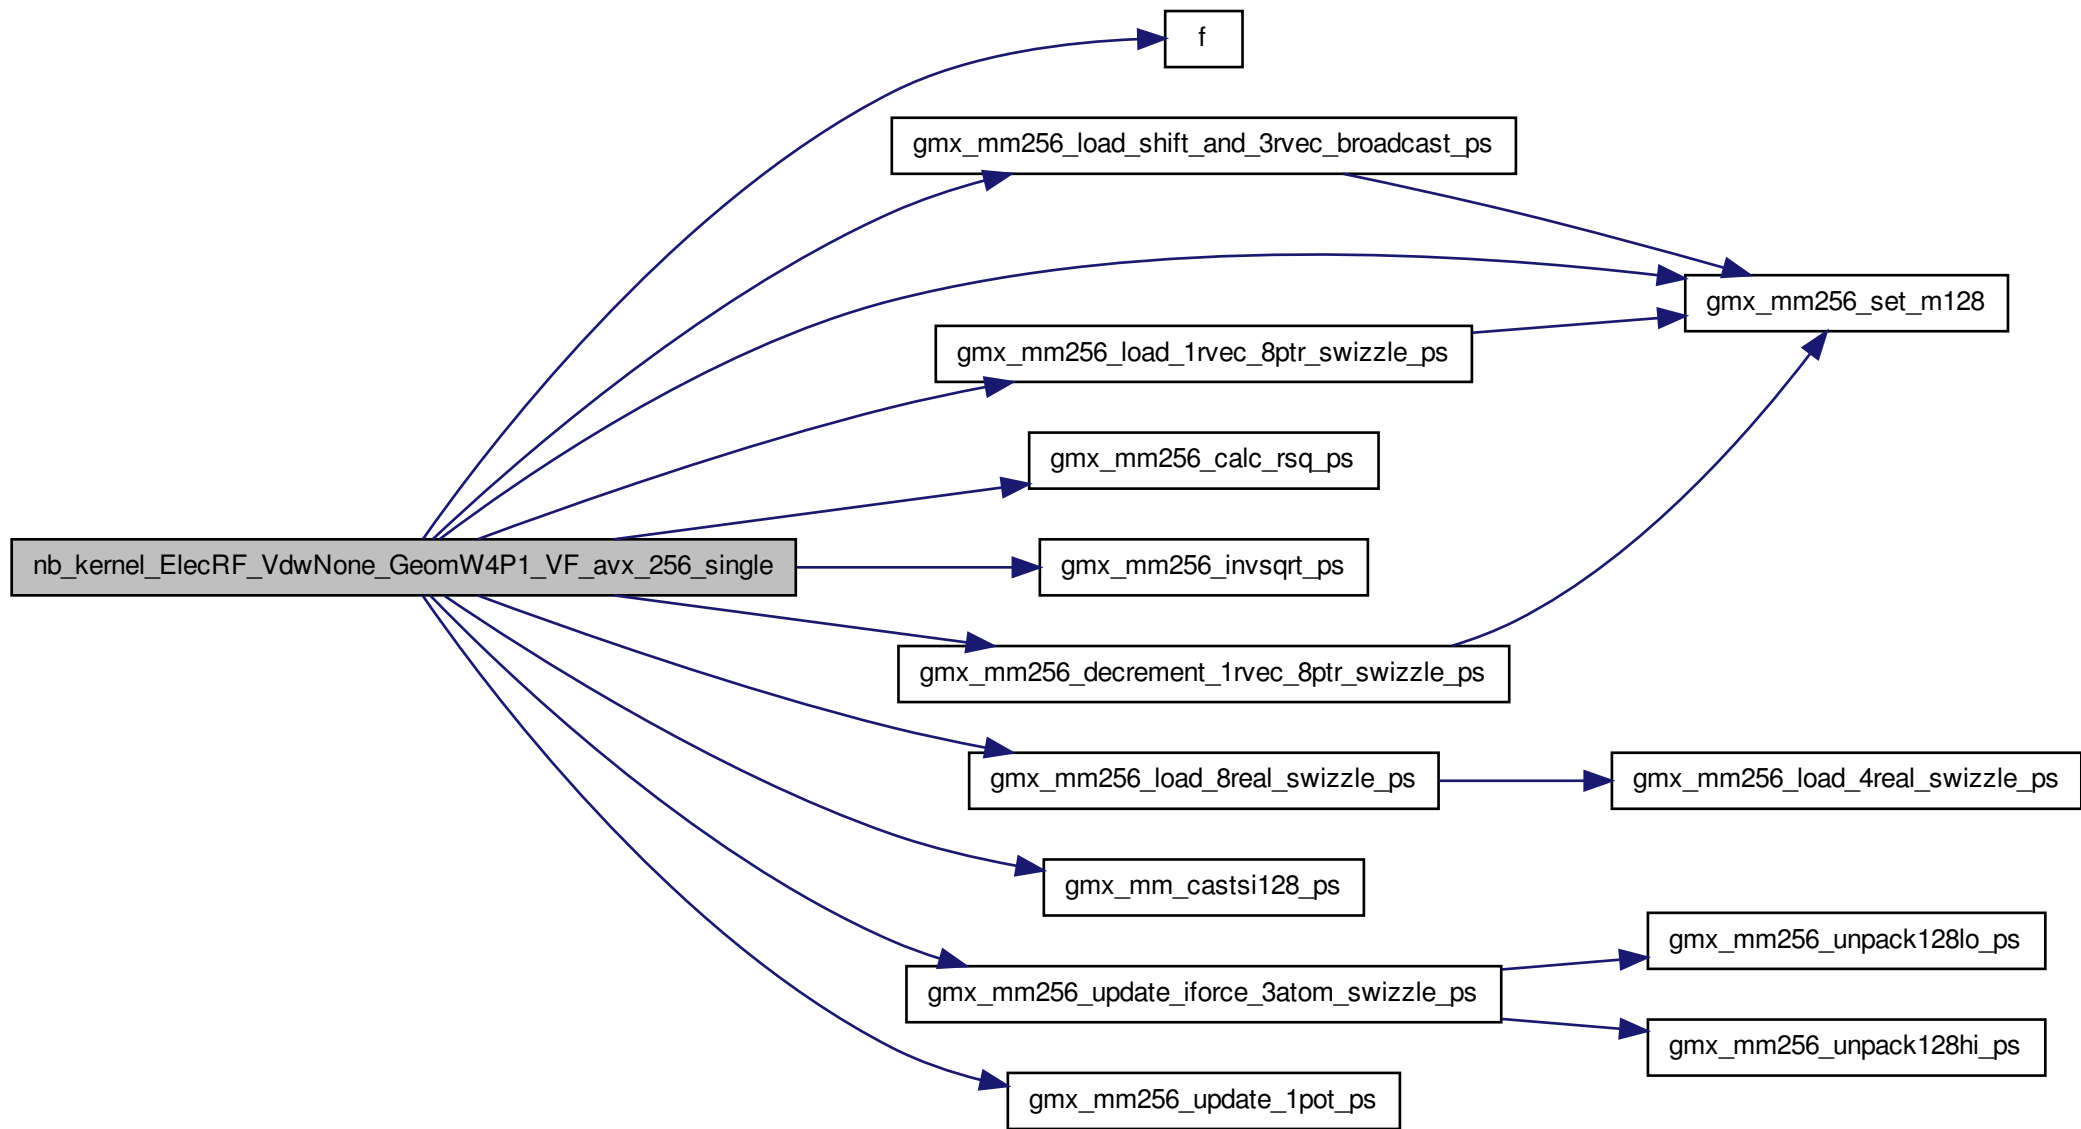 f
gmx_mm256_load_shift_and_3rvec_broadcast_ps
gmx_mm256_set_m128
gmx_mm256_load_1rvec_8ptr_swizzle_ps
gmx_mm256_calc_rsq_ps
nb_kernel_ElecRF_VdwNone_GeomW4P1_VF_avx_256_single
gmx_mm256_invsqrt_ps
gmx_mm256_decrement_1rvec_8ptr_swizzle_ps
gmx_mm256_load_8real_swizzle_ps
gmx_mm256_load_4real_swizzle_ps
gmx_mm_castsi128_ps
gmx_mm256_unpack128lo_ps
gmx_mm256_update_iforce_3atom_swizzle_ps
gmx_mm256_unpack128hi_ps
gmx_mm256_update_1pot_ps